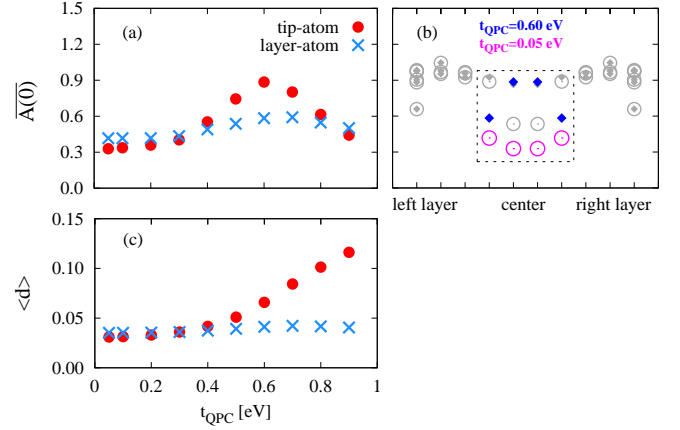 1.5
1.2
0.9
0.6
0.3
0.0
A(0)
(a)
tip-atom
layer-atom
(b)
t_QPC=0.60 eV
t_QPC=0.05 eV
left layer
center
right layer
0.15
0.10
0.05
0.00
<d>
(c)
0
0.2
0.4
0.6
0.8
1
t_QPC [eV]